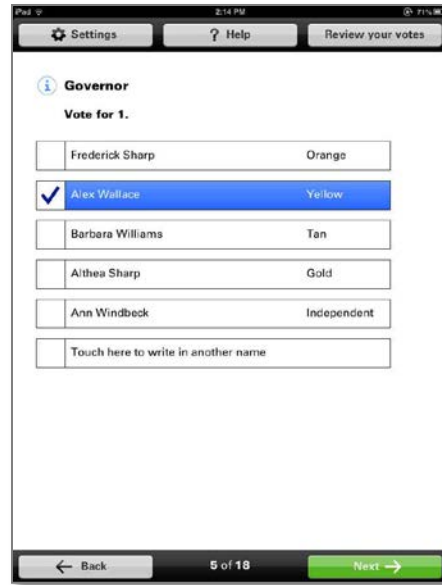 iPad 2:14 PM 71%
Settings ? Help Review your votes
i Governor
Vote for 1.
Frederick Sharp Orange
Alex Wallace Yellow
Barbara Williams Tan
Althea Sharp Gold
Ann Windbeck Independent
Touch here to write in another name
← Back 5 of 18 Next →